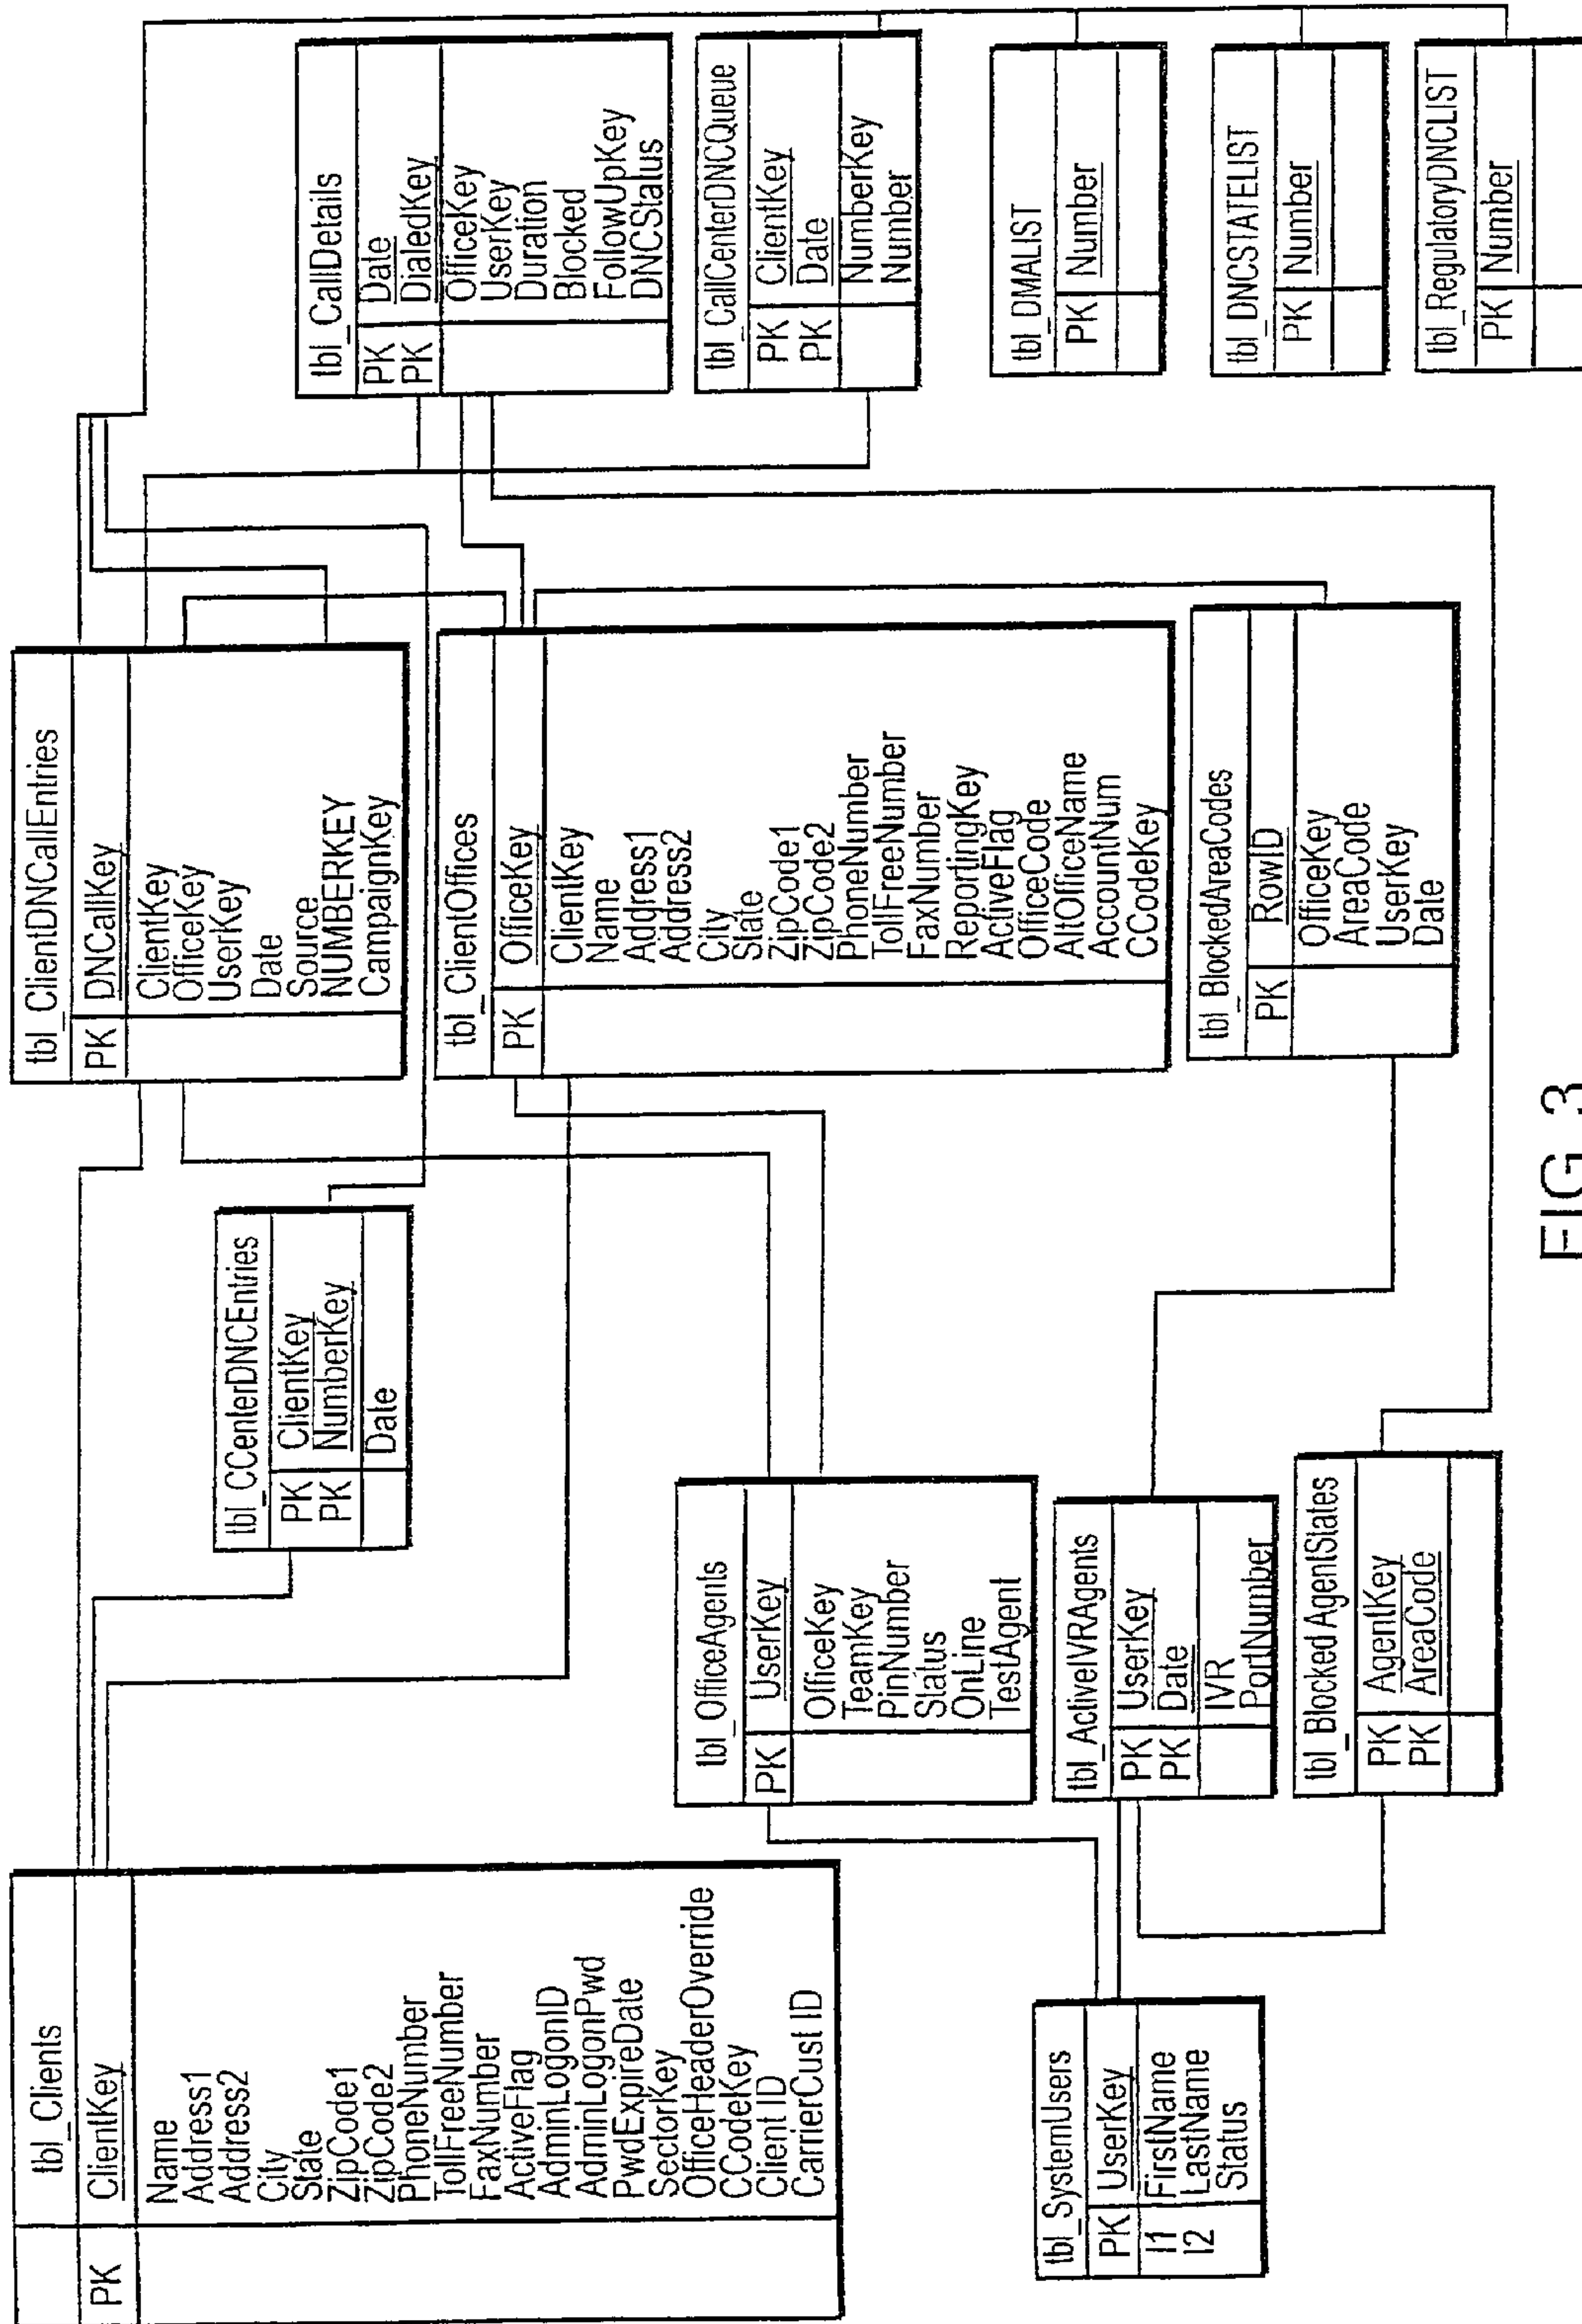 tbl_Clients
PK ClientKey
Name
Address1
Address2
City
State
ZipCode1
ZipCode2
PhoneNumber
TollFreeNumber
FaxNumber
ActiveFlag
AdminLogonID
AdminLogonPwd
PwdExpireDate
SectorKey
OfficeHeaderOverride
CCodeKey
Client ID
CarrierCust ID
tbl_SystemUsers
PK UserKey
I1 FirstName
I2 LastName
Status
tbl_CCenterDNCEntries
PK ClientKey
PK NumberKey
Date
tbl_OfficeAgents
PK UserKey
OfficeKey
TeamKey
PinNumber
Status
OnLine
TestAgent
tbl_ActiveIVRAgents
PK UserKey
PK Date
IVR
PortNumber
tbl_BlockedAgentStates
PK AgentKey
PK AreaCode
tbl_ClientDNCallEntries
PK DNCallKey
ClientKey
OfficeKey
UserKey
Date
Source
NUMBERKEY
CampaignKey
tbl_ClientOffices
PK OfficeKey
ClientKey
Name
Address1
Address2
City
State
ZipCode1
ZipCode2
PhoneNumber
TollFreeNumber
FaxNumber
ReportingKey
ActiveFlag
OfficeCode
AltOfficeName
AccountNum
CCodeKey
tbl_BlockedAreaCodes
PK RowID
OfficeKey
AreaCode
UserKey
Date
tbl_CallDetails
PK Date
PK DialedKey
OfficeKey
UserKey
Duration
Blocked
FollowUpKey
DNCStatus
tbl_CallCenterDNCQueue
PK ClientKey
PK Date
NumberKey
Number
tbl_DMALIST
PK Number
tbl_DNCSTATELIST
PK Number
tbl_RegulatoryDNCLIST
PK Number
FIG. 3